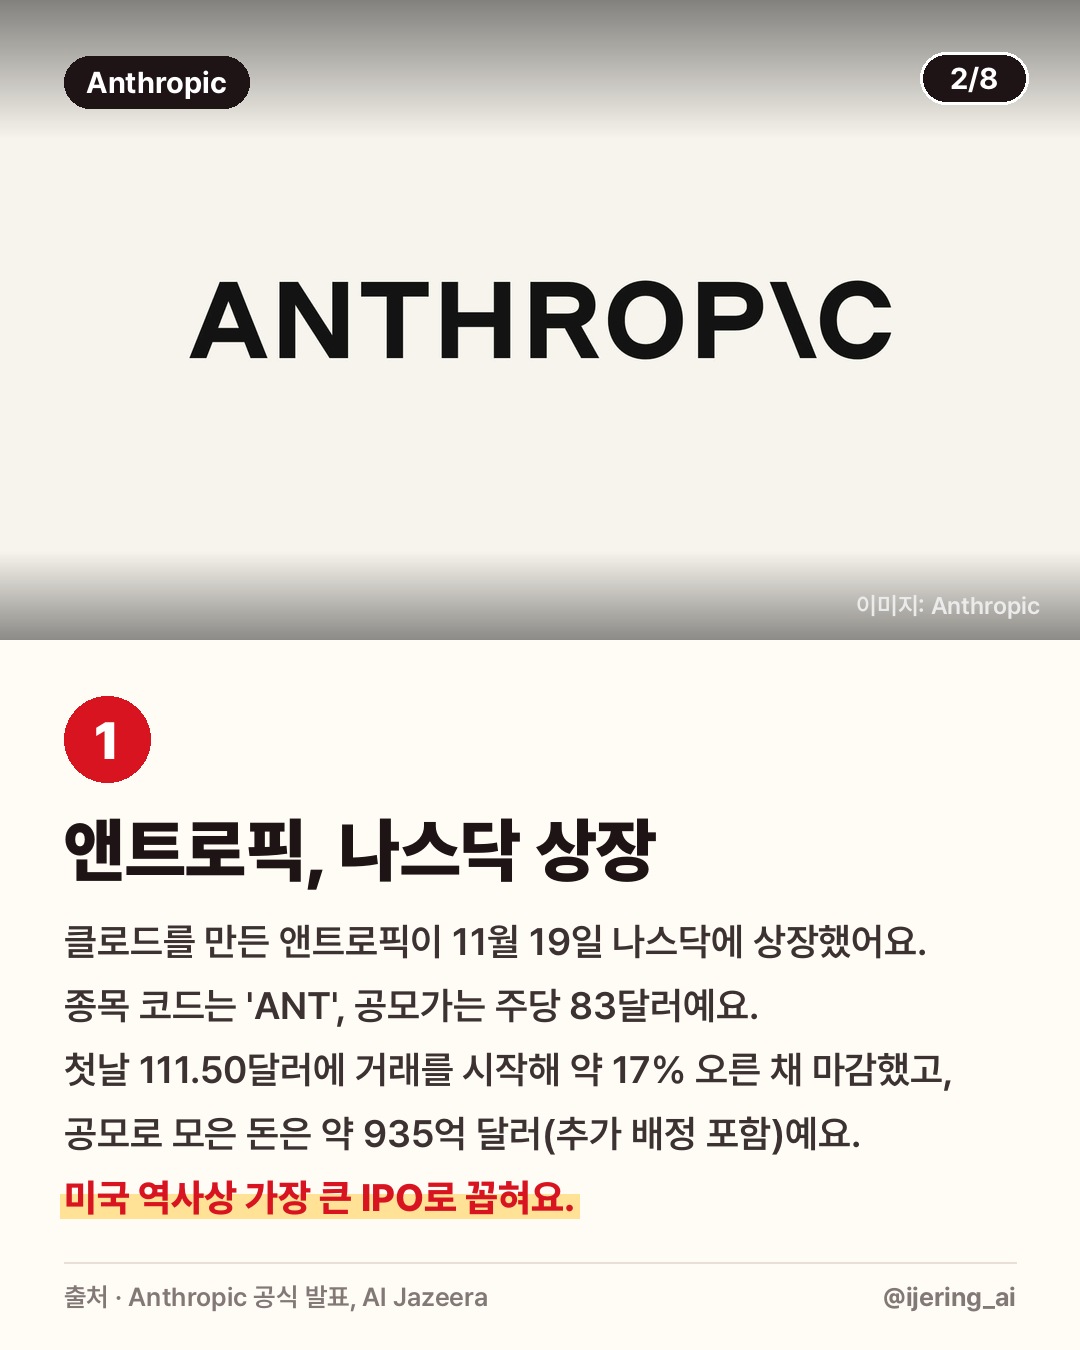 Anthropic
2/8
ANTHROP\C
이미지: Anthropic
1
앤트로픽, 나스닥 상장
클로드를 만든 앤트로픽이 11월 19일 나스닥에 상장했어요.
종목 코드는 'ANT', 공모가는 주당 83달러예요.
첫날 111.50달러에 거래를 시작해 약 17% 오른 채 마감했고,
공모로 모은 돈은 약 935억 달러(추가 배정 포함)예요.
미국 역사상 가장 큰 IPO로 꼽혀요.
출처 · Anthropic 공식 발표, Al Jazeera
@ijering_ai